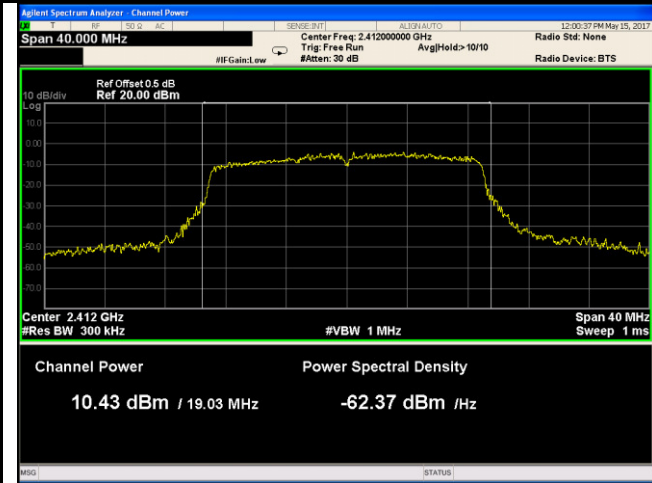 Agilent Spectrum Analyzer - Channel Power
T RF 50 Ω AC SENSE:INT ALIGN AUTO 12:00:37 PM May 15, 2017
Span 40.000 MHz Center Freq: 2.412000000 GHz Radio Std: None
Trig: Free Run Avg|Hold:> 10/10
#IFGain:Low #Atten: 30 dB Radio Device: BTS
Ref Offset 0.5 dB
10 dB/div Ref 20.00 dBm
Log
10.0
0.00
-10.0
-20.0
-30.0
-40.0
-50.0
-60.0
-70.0
Center 2.412 GHz Span 40 MHz
#Res BW 300 kHz #VBW 1 MHz Sweep 1 ms
Channel Power Power Spectral Density
10.43 dBm / 19.03 MHz -62.37 dBm /Hz
MSG STATUS